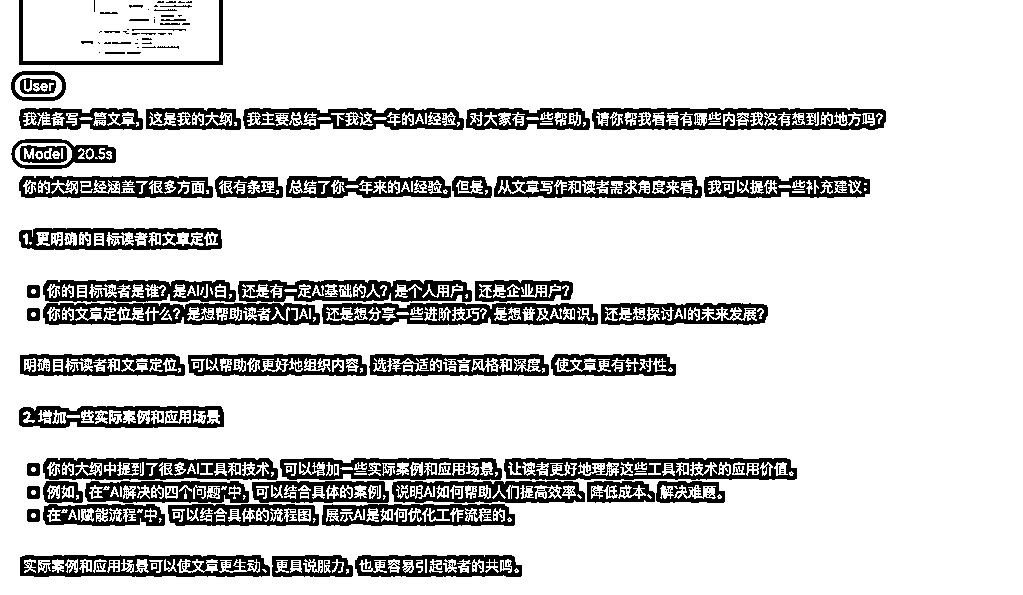 User
我准备写一篇文章，这是我的大纲，我主要总结一下我这一年的AI经验，对大家有一些帮助，请你帮我看看有哪些内容我没有想到的地方吗？
Model 20.5s
你的大纲已经涵盖了很多方面，很有条理，总结了你一年来的AI经验。但是，从文章写作和读者需求角度来看，我可以提供一些补充建议：
1. 更明确的目标读者和文章定位
你的目标读者是谁？是AI小白，还是有一定AI基础的人？是个人用户，还是企业用户？
你的文章定位是什么？是想帮助读者入门AI，还是想分享一些进阶技巧？是想普及AI知识，还是想探讨AI的未来发展？
明确目标读者和文章定位，可以帮助你更好地组织内容，选择合适的语言风格和深度，使文章更有针对性。
2. 增加一些实际案例和应用场景
你的大纲中提到了很多AI工具和技术，可以增加一些实际案例和应用场景，让读者更好地理解这些工具和技术的应用价值。
例如，在“AI解决的四个问题”中，可以结合具体的案例，说明AI如何帮助人们提高效率、降低成本、解决难题。
在“AI赋能流程”中，可以结合具体的流程图，展示AI是如何优化工作流程的。
实际案例和应用场景可以使文章更生动、更具说服力，也更容易引起读者的共鸣。